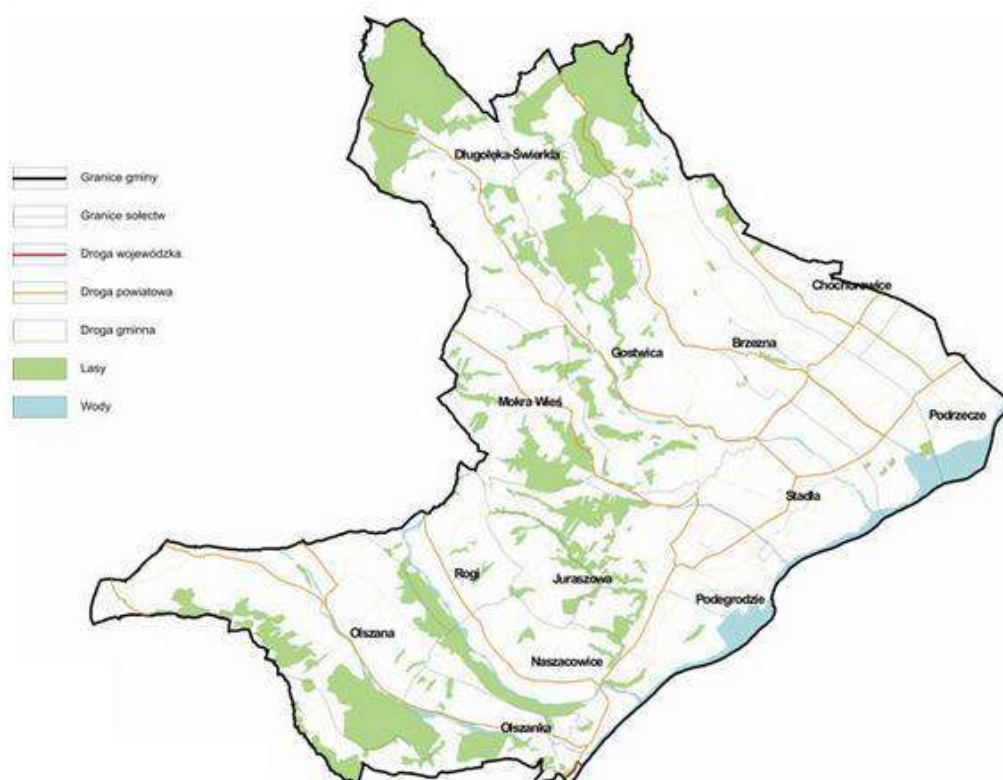 Granice gminy
Granice sołectw
Droga wojewódzka
Droga powiatowa
Droga gminna
Lasy
Wody
Długołęka-Świerkla
Chochorowice
Brzezna
Gostwica
Mokra Wieś
Podrzecze
Stadła
Rogi
Juraszowa
Podegrodzie
Olszana
Naszacowice
Olszanka